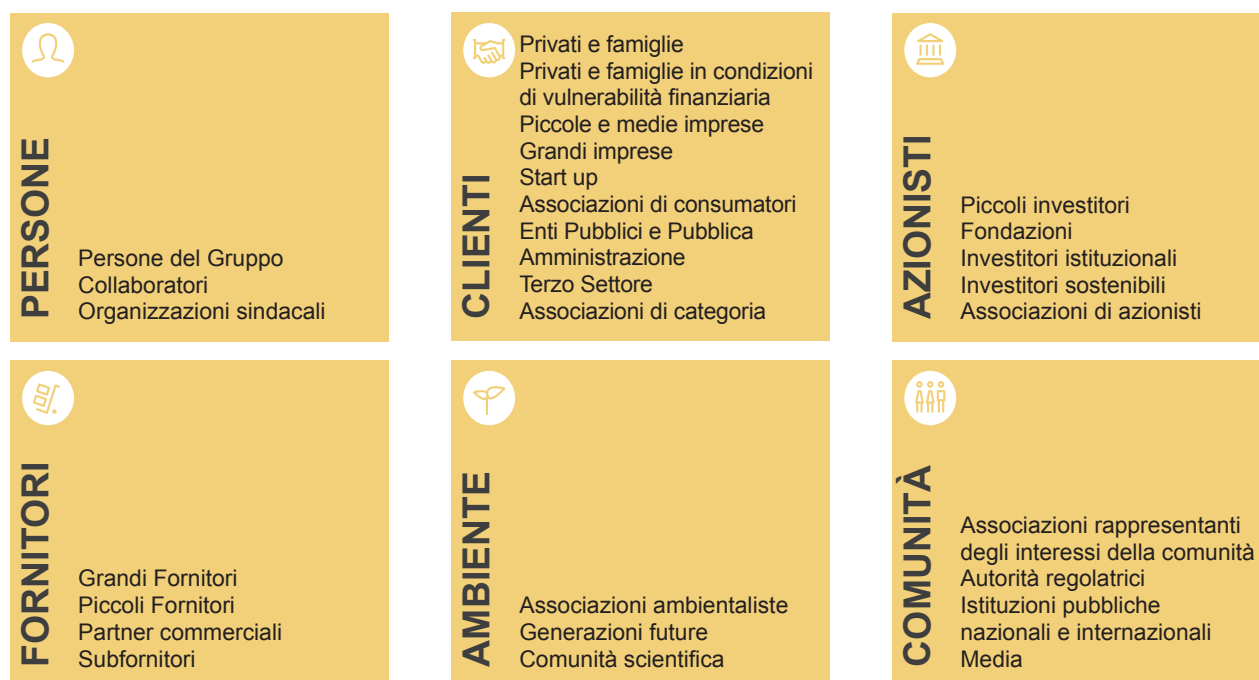 PERSONE
Persone del Gruppo
Collaboratori
Organizzazioni sindacali
CLIENTI
Privati e famiglie
Privati e famiglie in condizioni
di vulnerabilità finanziaria
Piccole e medie imprese
Grandi imprese
Start up
Associazioni di consumatori
Enti Pubblici e Pubblica
Amministrazione
Terzo Settore
Associazioni di categoria
AZIONISTI
Piccoli investitori
Fondazioni
Investitori istituzionali
Investitori sostenibili
Associazioni di azionisti
FORNITORI
Grandi Fornitori
Piccoli Fornitori
Partner commerciali
Subfornitori
AMBIENTE
Associazioni ambientaliste
Generazioni future
Comunità scientifica
COMUNITÀ
Associazioni rappresentanti
degli interessi della comunità
Autorità regolatrici
Istituzioni pubbliche
nazionali e internazionali
Media